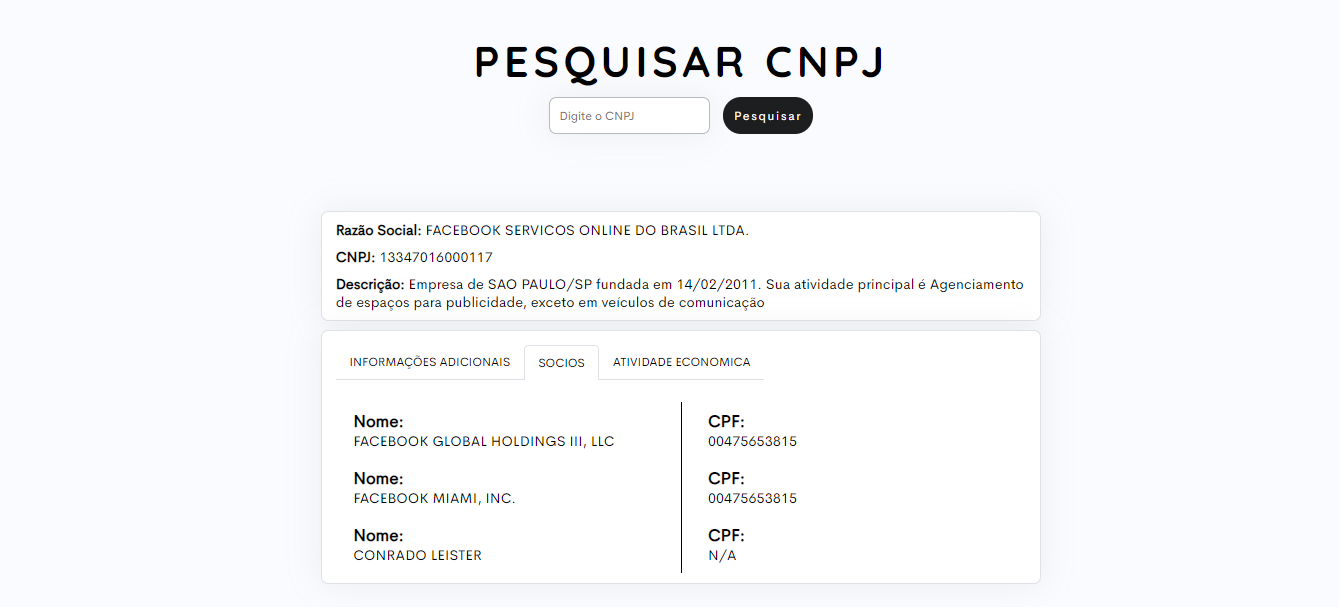 PESQUISAR CNPJ
Digite o CNPJ
Pesquisar
Razão Social: FACEBOOK SERVICOS ONLINE DO BRASIL LTDA.
CNPJ: 13347016000117
Descrição: Empresa de SAO PAULO/SP fundada em 14/02/2011. Sua atividade principal é Agenciamento
de espaços para publicidade, exceto em veículos de comunicação
INFORMAÇÕES ADICIONAIS
SOCIOS
ATIVIDADE ECONOMICA
Nome:
FACEBOOK GLOBAL HOLDINGS III, LLC
CPF:
00475653815
Nome:
FACEBOOK MIAMI, INC.
CPF:
00475653815
Nome:
CONRADO LEISTER
CPF:
N/A